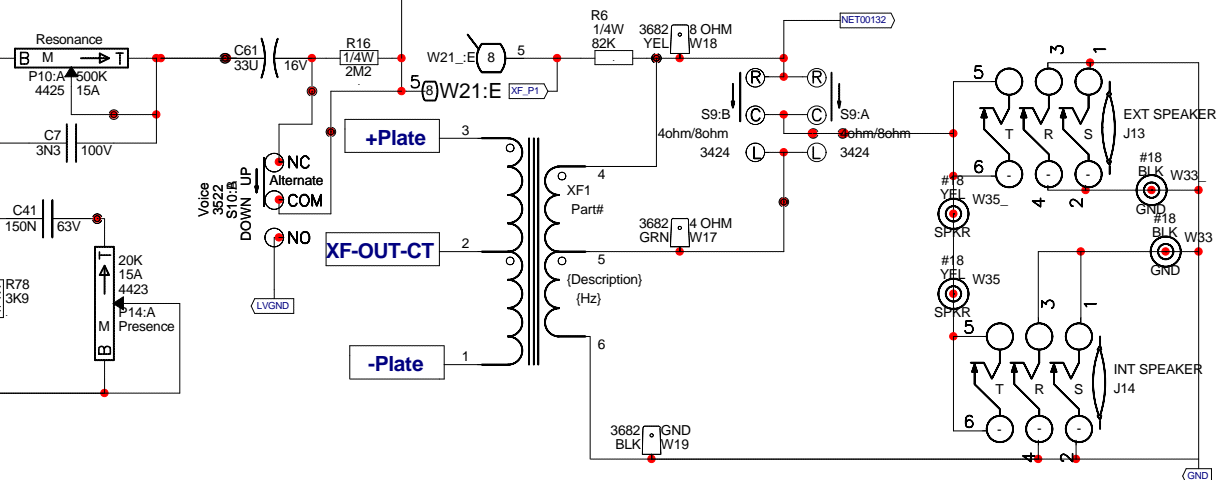 Resonance
B M T
P10:A 500K
4425 15A
C7
3N3 100V
C41
150N 63V
R78
3K9
T
M
B
20K
15A
4423
P14:A
Presence
C61
33U 16V
R16
1/4W
2M2
W21_:E 8 5
5 8 W21:E XF_P1
R6
1/4W
82K
3682 8 OHM
YEL W18
NET00132
NC
Alternate
COM
NO
Voice
3522
DOWN UP
LVGND
+Plate 3
XF-OUT-CT 2
-Plate 1
4
XF1
Part#
5
{Description}
{Hz}
6
3682 4 OHM
GRN W17
3682 GND
BLK W19
R R
C C
L L
S9:B
4ohm/8ohm
3424
S9:A
4ohm/8ohm
3424
5 3 1
T R S
6 4 2
- - -
EXT SPEAKER
J13
#18
BLK W33_
GND
#18
BLK W33
GND
#18
YEL W35_
SPKR
#18
YEL W35
SPKR
5 3 1
T R S
6 4 2
- - -
INT SPEAKER
J14
GND